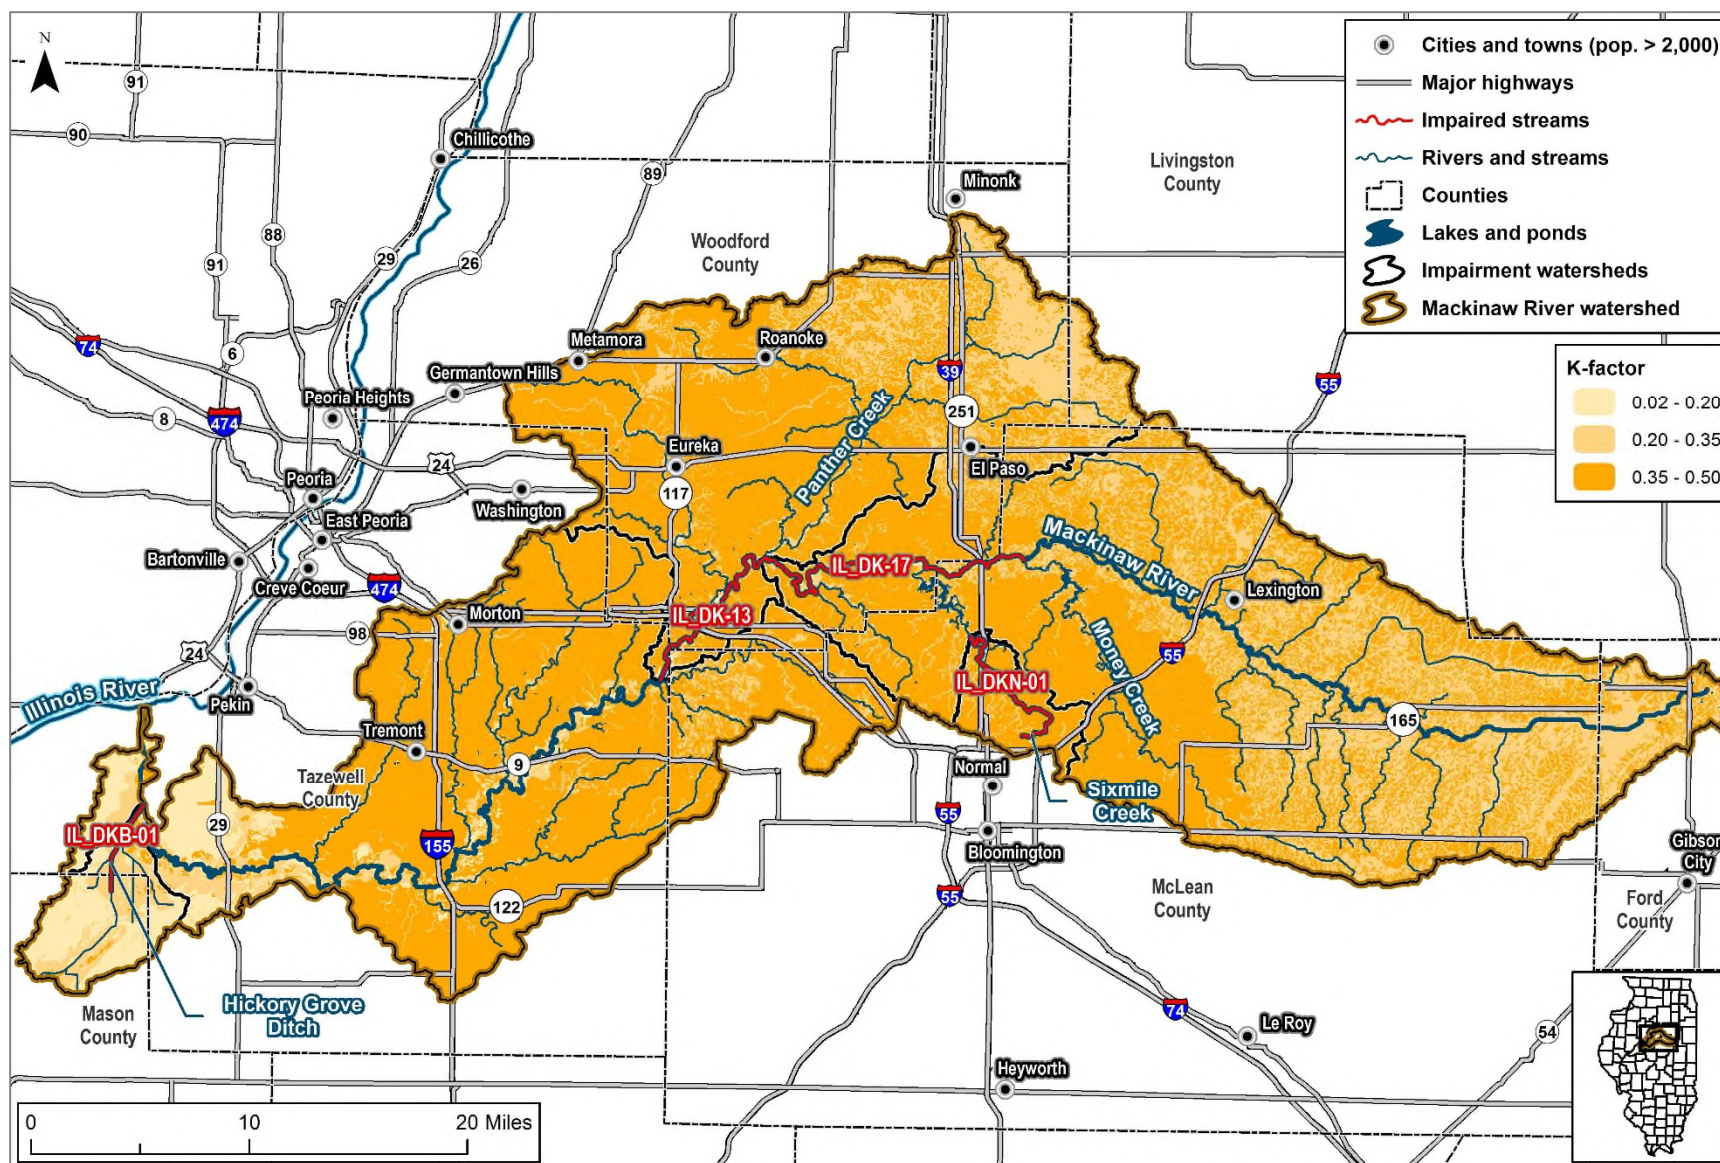 N
Cities and towns (pop. > 2,000)
Major highways
Impaired streams
Rivers and streams
Counties
Lakes and ponds
Impairment watersheds
Mackinaw River watershed
K-factor
0.02 - 0.20
0.20 - 0.35
0.35 - 0.50
91
90
Chillicothe
89
Livingston
County
Minonk
88
Woodford
County
29
91
26
74
6
Metamora
Roanoke
39
55
Germantown Hills
Peoria Heights
8
474
251
Panther Creek
24
Eureka
El Paso
Peoria
117
Washington
East Peoria
Mackinaw River
Bartonville
IL_DK-17
Creve Coeur
474
Lexington
Morton
IL_DK-13
98
Money Creek
24
55
IL_DKN-01
Illinois River
Pekin
165
Tremont
9
Tazewell
County
Normal
Sixmile
Creek
29
IL_DKB-01
55
155
Bloomington
Gibson
City
55
McLean
County
122
Ford
County
Hickory Grove
Ditch
Mason
County
74
Le Roy
54
Heyworth
0
10
20 Miles